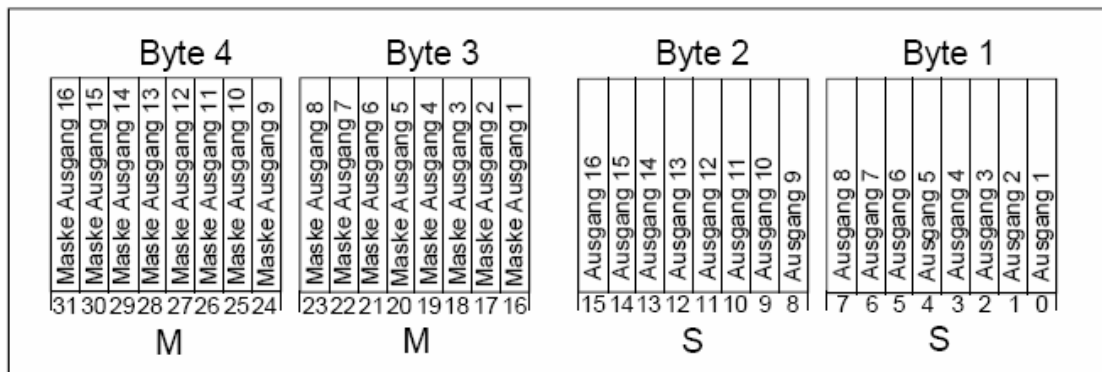 Byte 4 Byte 3 Byte 2 Byte 1
Maske Ausgang 16
Maske Ausgang 15
Maske Ausgang 14
Maske Ausgang 13
Maske Ausgang 12
Maske Ausgang 11
Maske Ausgang 10
Maske Ausgang 9
Maske Ausgang 8
Maske Ausgang 7
Maske Ausgang 6
Maske Ausgang 5
Maske Ausgang 4
Maske Ausgang 3
Maske Ausgang 2
Maske Ausgang 1
Ausgang 16
Ausgang 15
Ausgang 14
Ausgang 13
Ausgang 12
Ausgang 11
Ausgang 10
Ausgang 9
Ausgang 8
Ausgang 7
Ausgang 6
Ausgang 5
Ausgang 4
Ausgang 3
Ausgang 2
Ausgang 1
31 30 29 28 27 26 25 24 23 22 21 20 19 18 17 16 15 14 13 12 11 10 9 8 7 6 5 4 3 2 1 0
M M S S